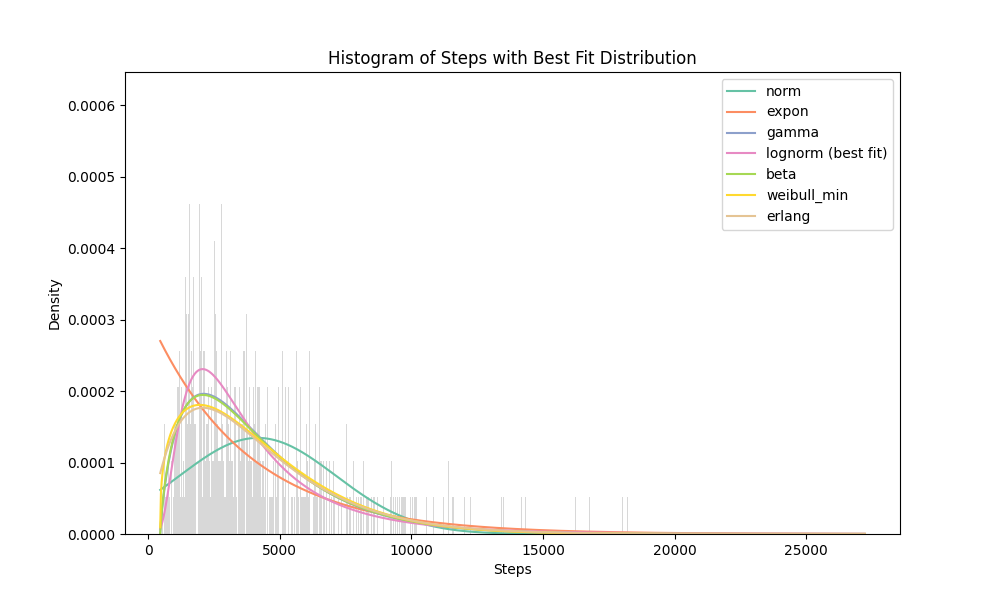 Histogram of Steps with Best Fit Distribution
norm
expon
gamma
lognorm (best fit)
beta
weibull_min
erlang
0.0006
0.0005
0.0004
0.0003
0.0002
0.0001
0.0000
Density
0
5000
10000
15000
20000
25000
Steps